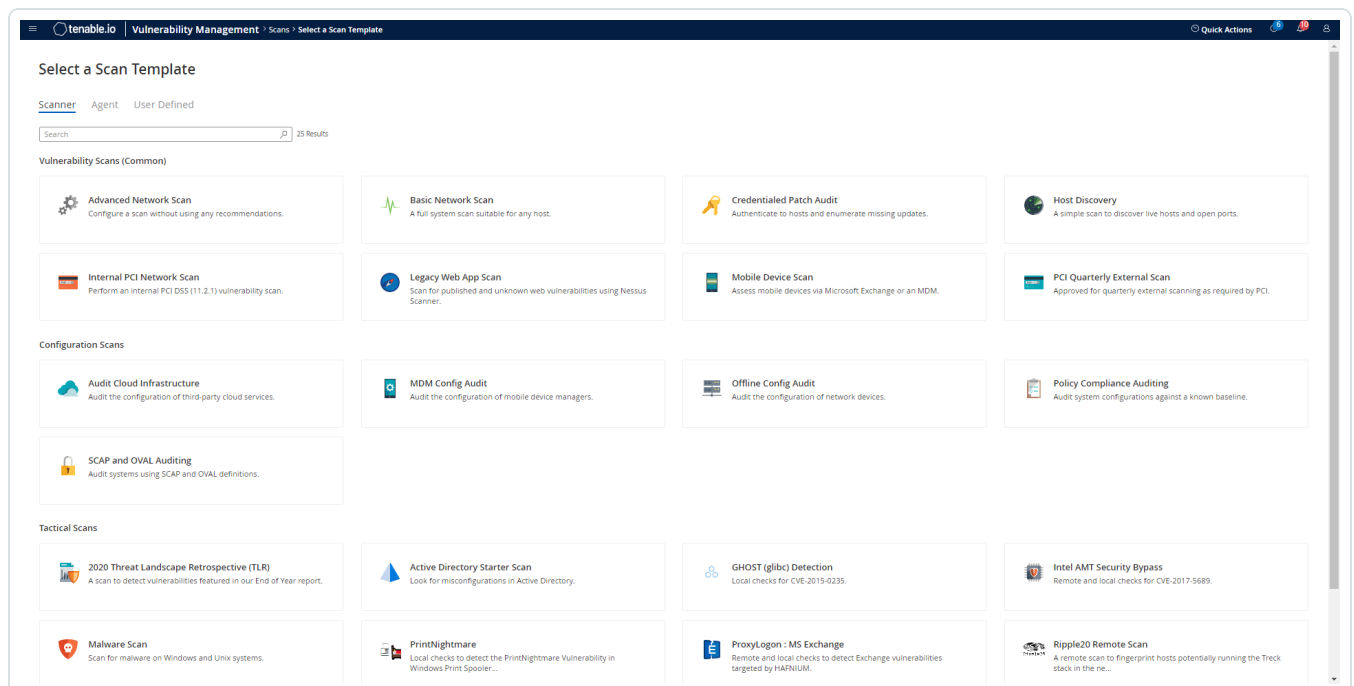 tenable.io Vulnerability Management > Scans > Select a Scan Template Quick Actions 6 10
Select a Scan Template
Scanner Agent User Defined
Search 25 Results
Vulnerability Scans (Common)
Advanced Network Scan
Configure a scan without using any recommendations.
Basic Network Scan
A full system scan suitable for any host.
Credentialed Patch Audit
Authenticate to hosts and enumerate missing updates.
Host Discovery
A simple scan to discover live hosts and open ports.
Internal PCI Network Scan
Perform an internal PCI DSS (11.2.1) vulnerability scan.
Legacy Web App Scan
Scan for published and unknown web vulnerabilities using Nessus
Scanner.
Mobile Device Scan
Assess mobile devices via Microsoft Exchange or an MDM.
PCI Quarterly External Scan
Approved for quarterly external scanning as required by PCI.
Configuration Scans
Audit Cloud Infrastructure
Audit the configuration of third-party cloud services.
MDM Config Audit
Audit the configuration of mobile device managers.
Offline Config Audit
Audit the configuration of network devices.
Policy Compliance Auditing
Audit system configurations against a known baseline.
SCAP and OVAL Auditing
Audit systems using SCAP and OVAL definitions.
Tactical Scans
2020 Threat Landscape Retrospective (TLR)
A scan to detect vulnerabilities featured in our End of Year report.
Active Directory Starter Scan
Look for misconfigurations in Active Directory.
GHOST (glibc) Detection
Local checks for CVE-2015-0235.
Intel AMT Security Bypass
Remote and local checks for CVE-2017-5689.
Malware Scan
Scan for malware on Windows and Unix systems.
PrintNightmare
Local checks to detect the PrintNightmare Vulnerability in
Windows Print Spooler...
ProxyLogon : MS Exchange
Remote and local checks to detect Exchange vulnerabilities
targeted by HAFNIUM.
Ripple20 Remote Scan
A remote scan to fingerprint hosts potentially running the Treck
stack in the ne...